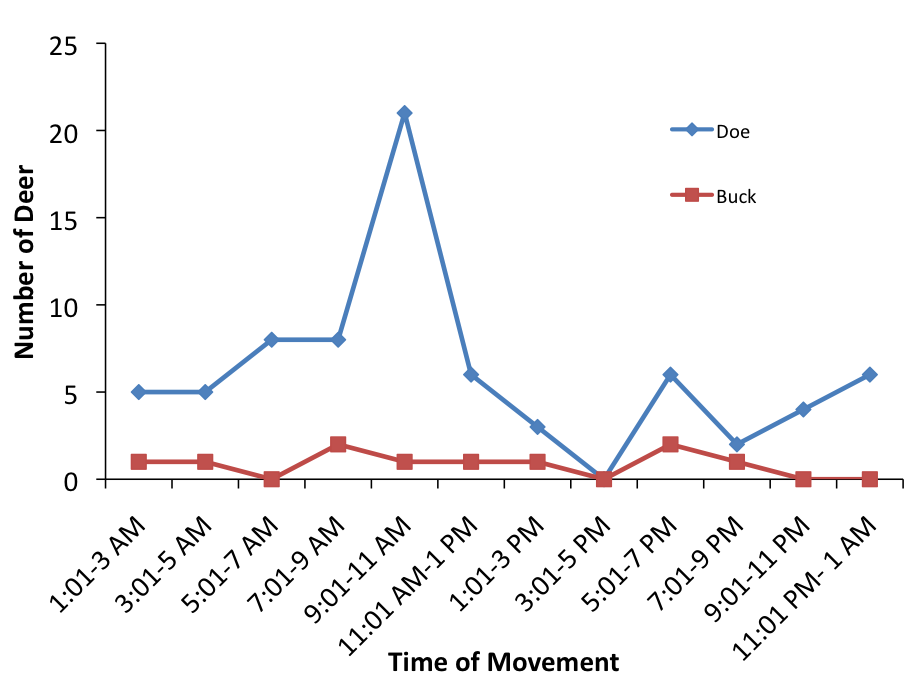 25
20
15
10
5
0
Number of Deer
Doe
Buck
1:01-3 AM
3:01-5 AM
5:01-7 AM
7:01-9 AM
9:01-11 AM
11:01 AM-1 PM
1:01-3 PM
3:01-5 PM
5:01-7 PM
7:01-9 PM
9:01-11 PM
11:01 PM- 1 AM
Time of Movement